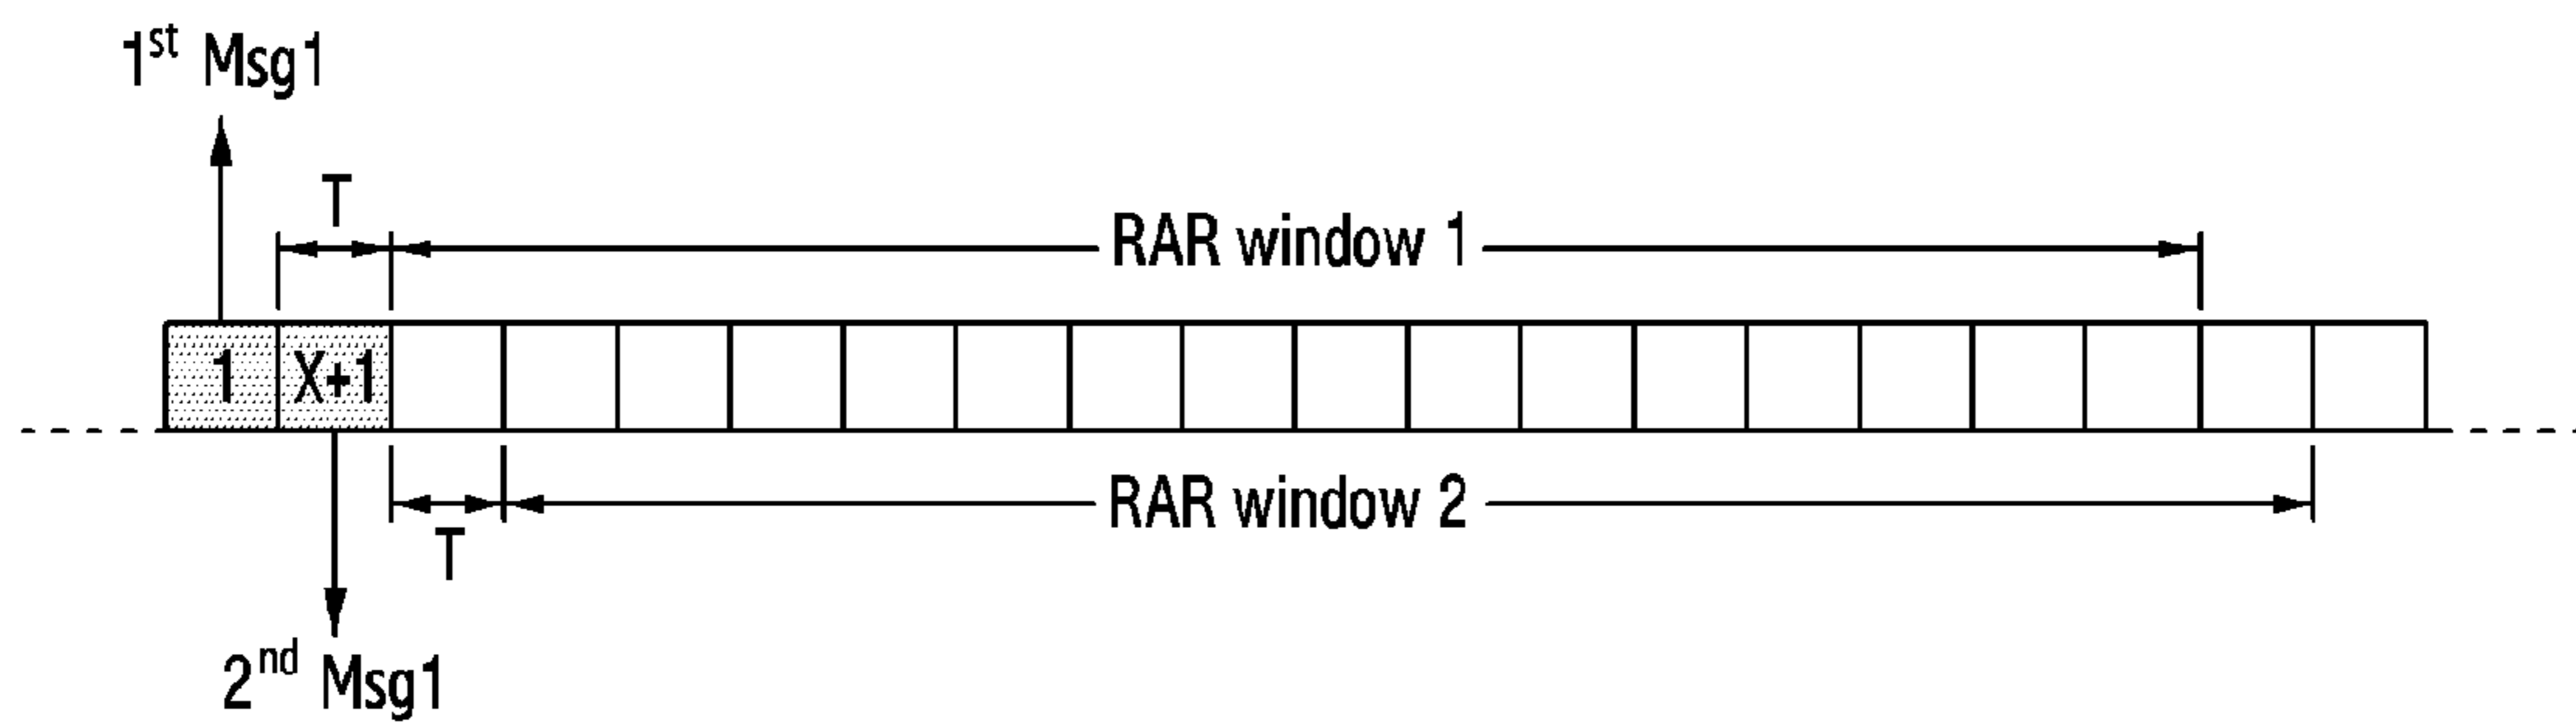 1st Msg1
T
RAR window 1
1 X+1
RAR window 2
T
2nd Msg1